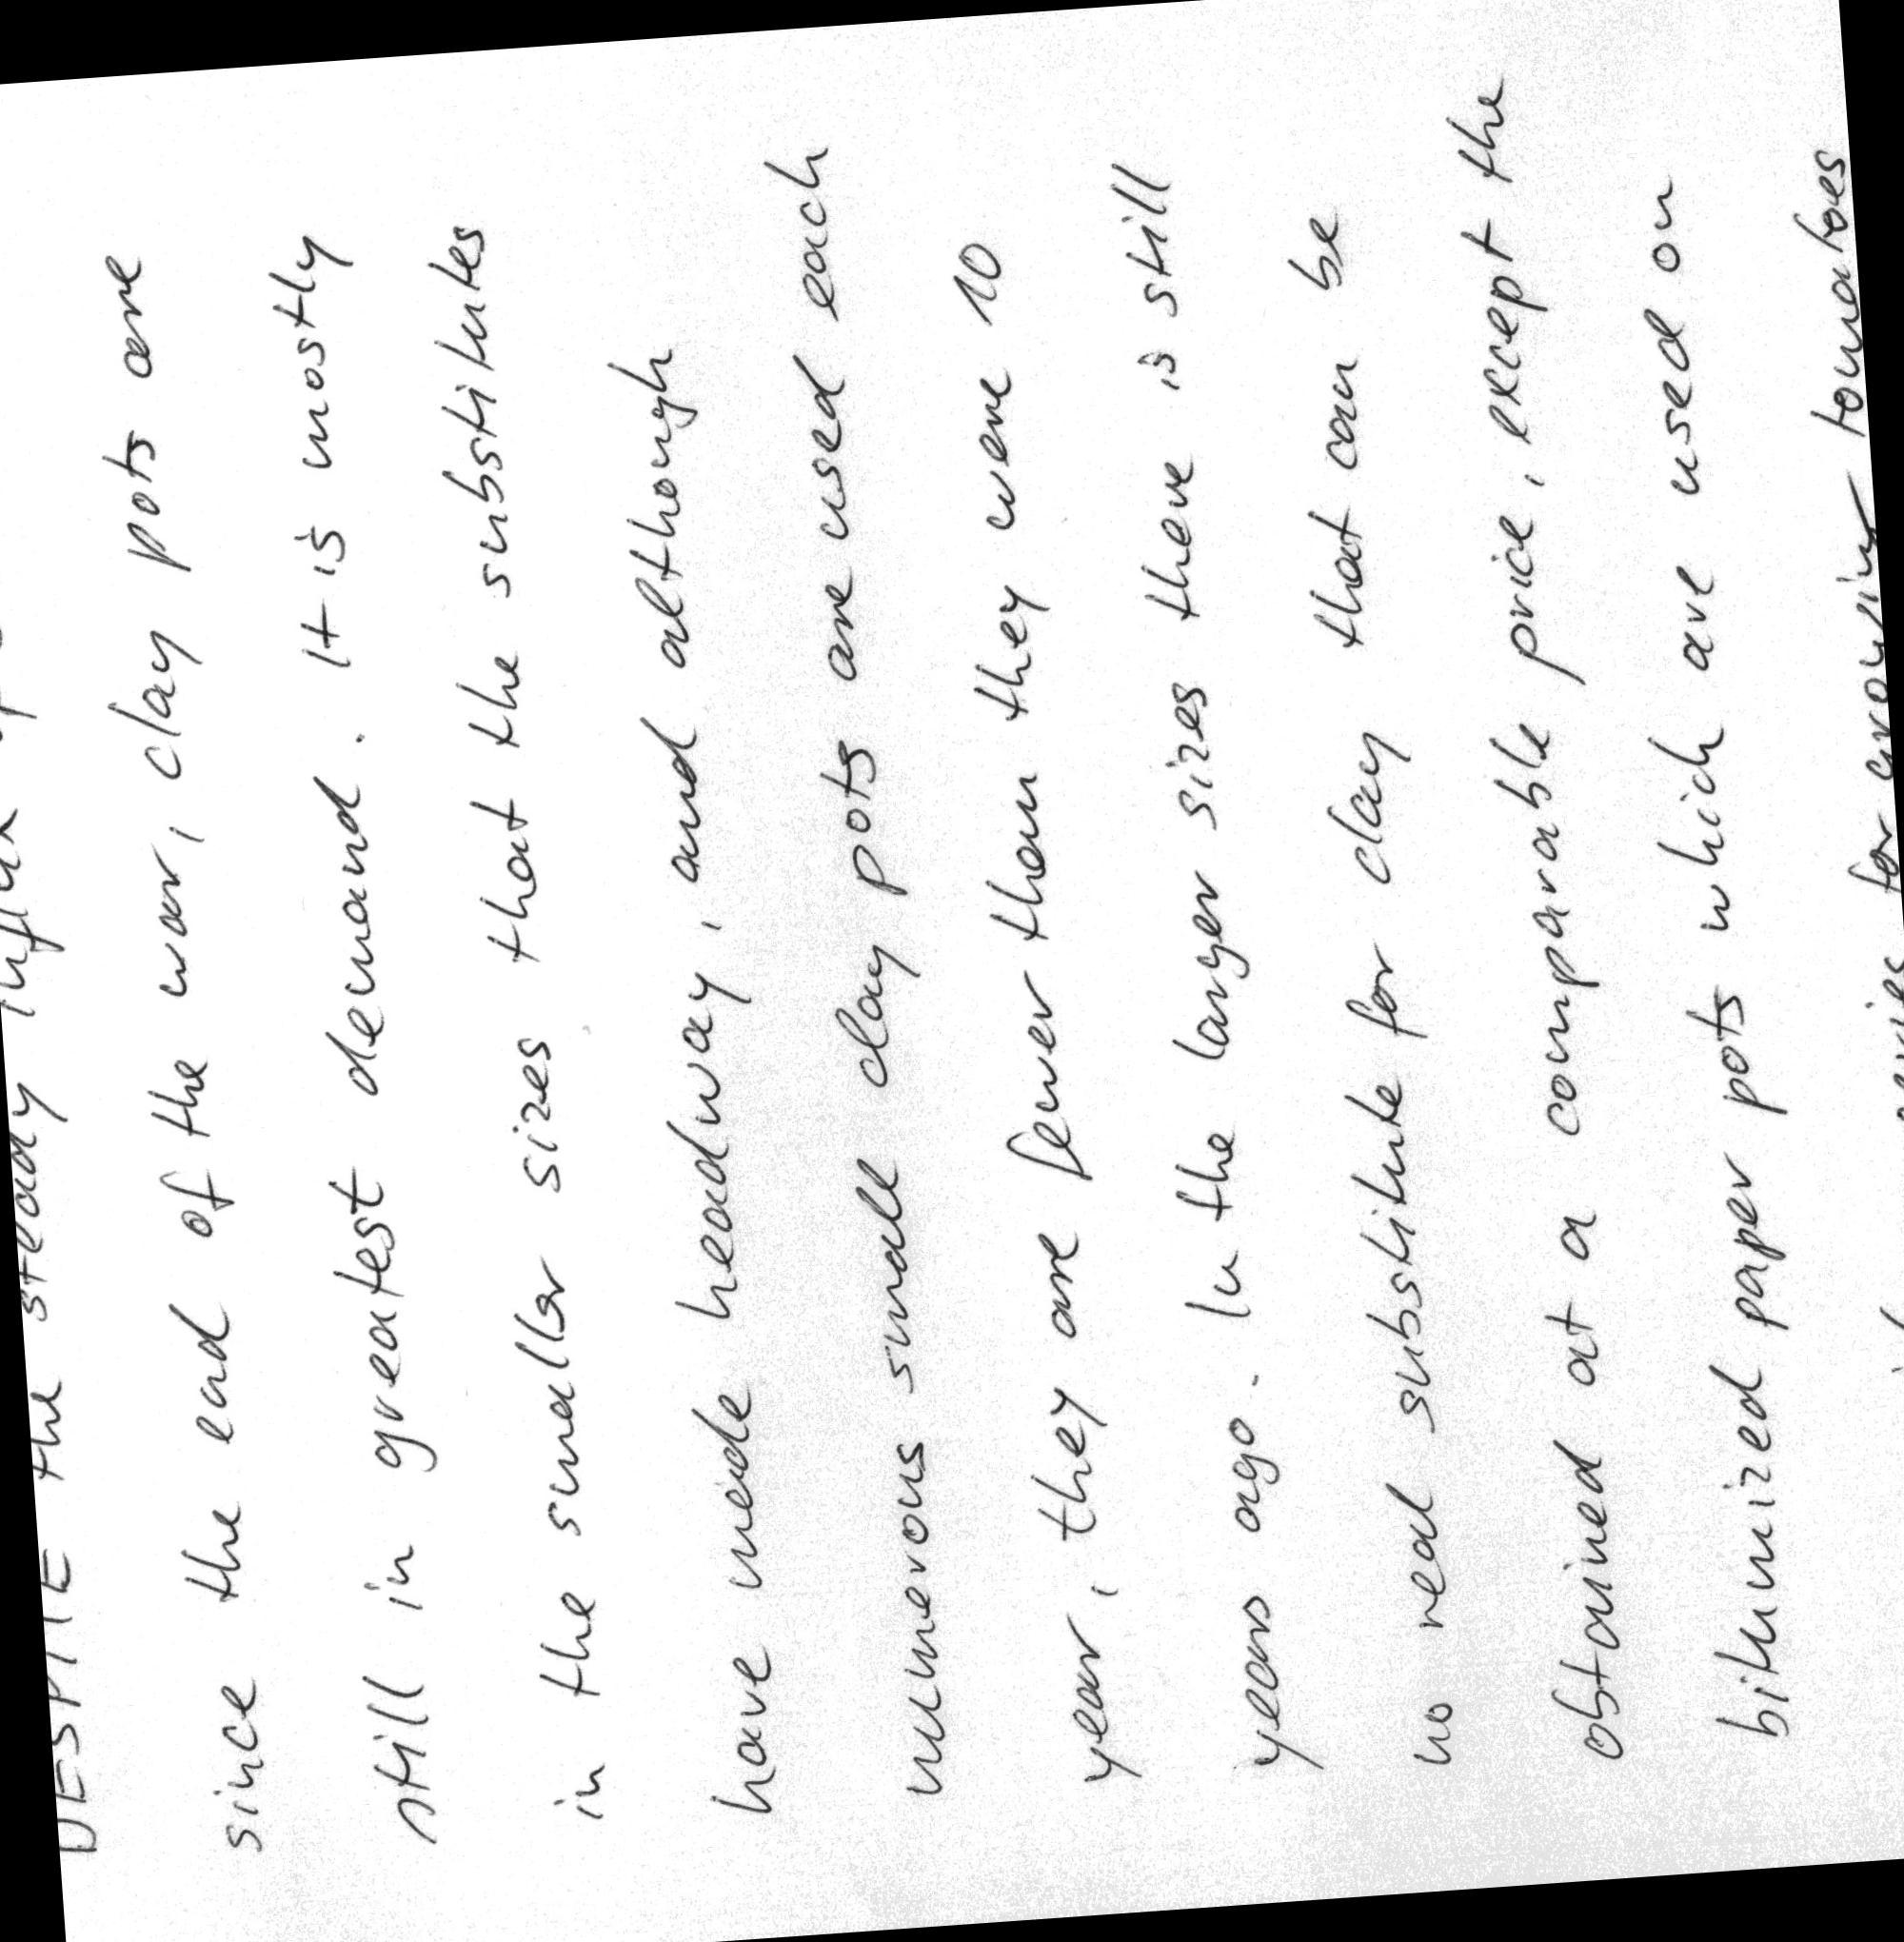 DESPITE the steady influx of
since the end of the war, clay pots are
still in greatest demand. It is mostly
in the smaller sizes that the substitutes
have made headway, and although
numerous small clay pots are used each
year, they are fewer than they were 10
years ago. In the larger sizes there is still
no real substitute for clay that can be
obtained at a comparable price, except the
bitumized paper pots which are used on
for growing tomatoes